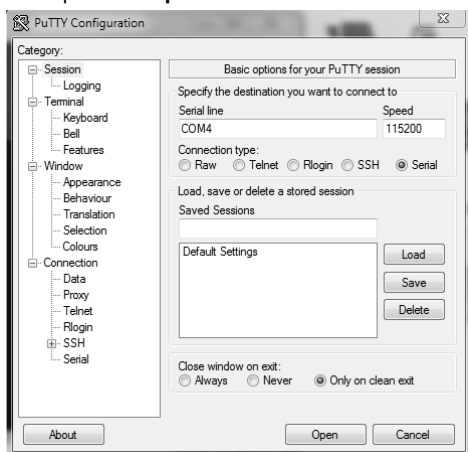 PuTTY Configuration
Category:
Session
Logging
Terminal
Keyboard
Bell
Features
Window
Appearance
Behaviour
Translation
Selection
Colours
Connection
Data
Proxy
Telnet
Rlogin
SSH
Serial
Basic options for your PuTTY session
Specify the destination you want to connect to
Serial line Speed
COM4 115200
Connection type:
Raw Telnet Rlogin SSH Serial
Load, save or delete a stored session
Saved Sessions
Default Settings
Load
Save
Delete
Close window on exit:
Always Never Only on clean exit
About Open Cancel